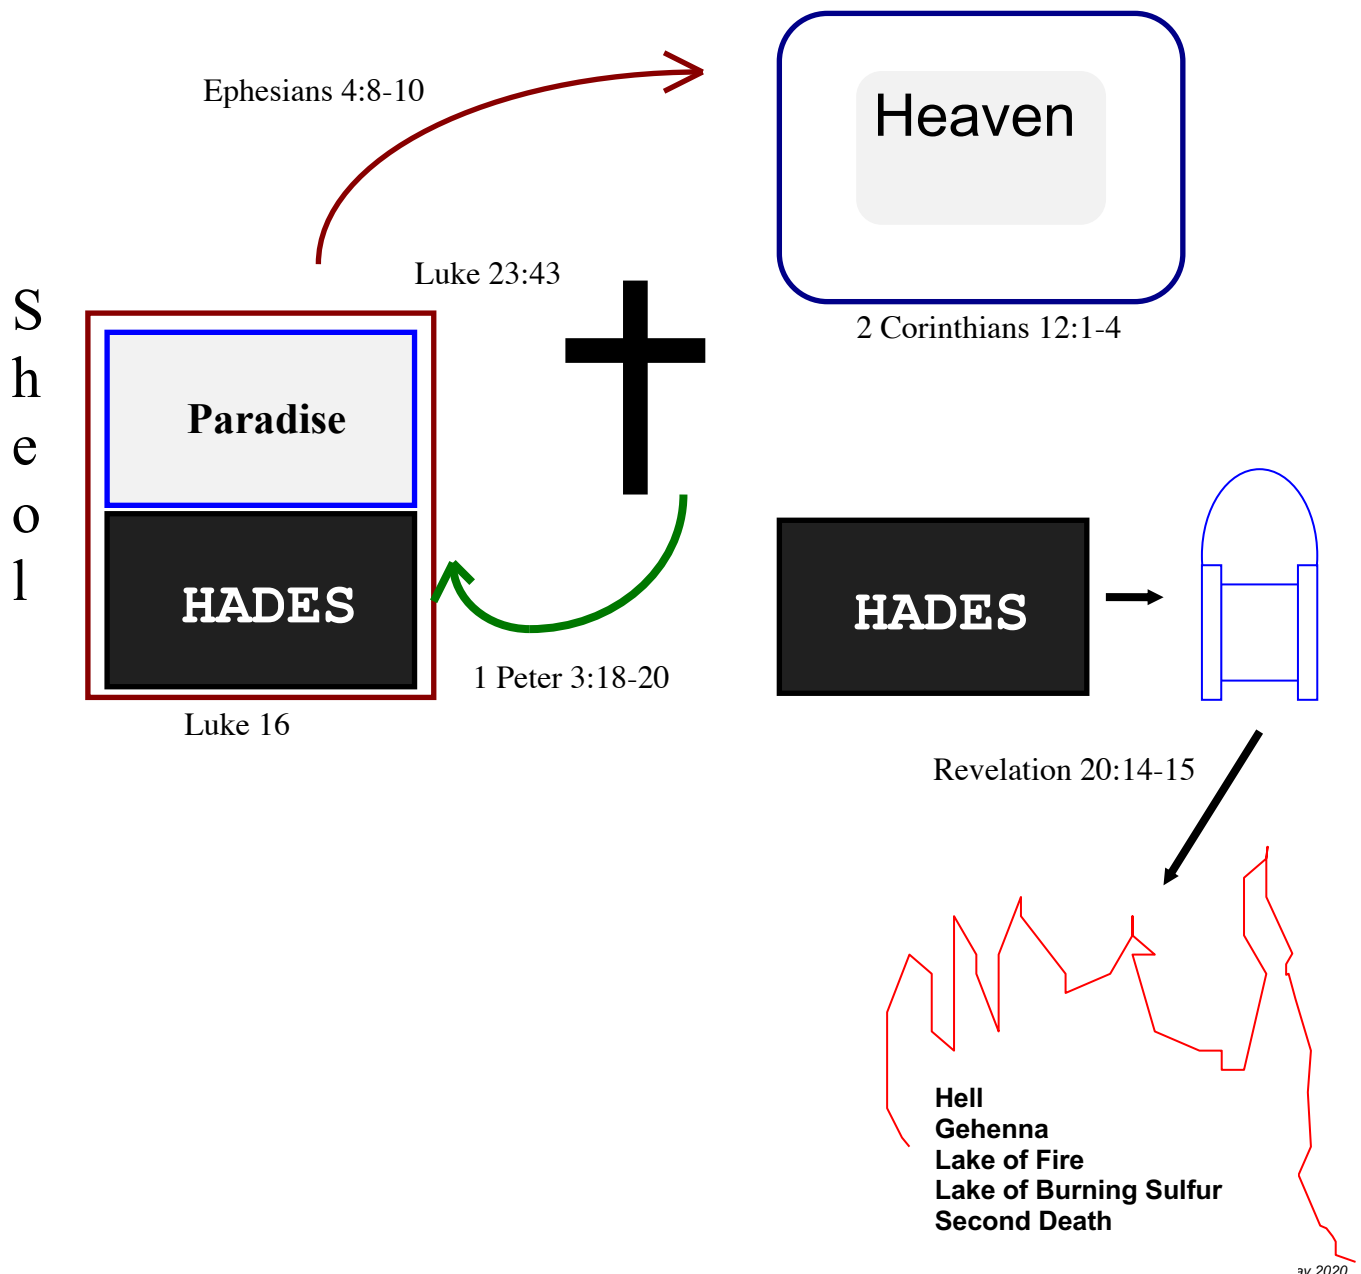 Ephesians 4:8-10
Heaven
Luke 23:43
2 Corinthians 12:1-4
Sheol
Paradise
HADES
HADES
1 Peter 3:18-20
Luke 16
Revelation 20:14-15
Hell
Gehenna
Lake of Fire
Lake of Burning Sulfur
Second Death
2020